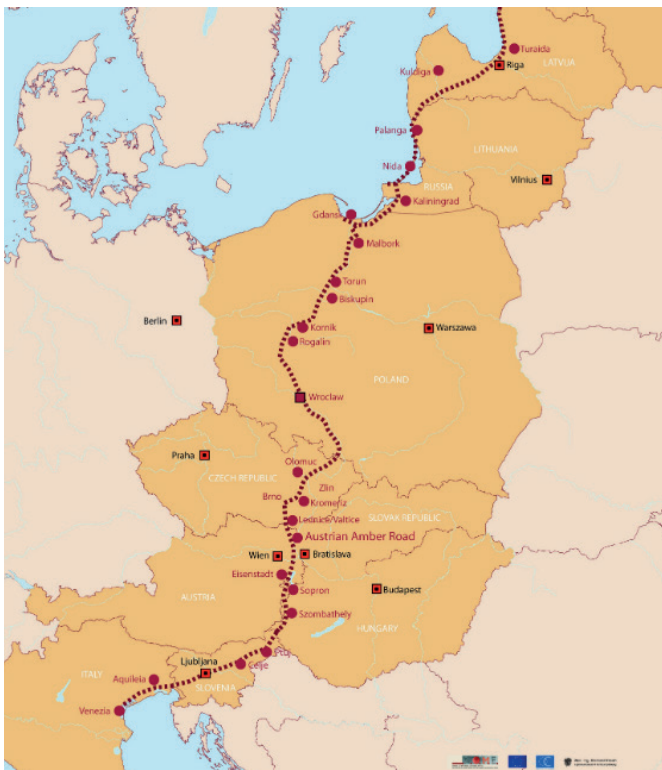 Turaida
LATVIJA
Riga
Kuldiga
Palanga
LITHUANIA
Nida
Vilnius
RUSSIA
Kaliningrad
Gdansk
Malbork
Torun
Biskupin
Berlin
Kornik
Warszawa
Rogalin
POLAND
Wroclaw
Praha
Olomuc
CZECH REPUBLIC
Zlin
Brno
Kromeriz
Lednice/Valtice
SLOVAK REPUBLIC
Austrian Amber Road
Wien
Bratislava
Eisenstadt
Sopron
Budapest
AUSTRIA
Szombathely
HUNGARY
Ptuj
Ljubljana
Celje
ITALY
Aquileia
SLOVENIA
Venezia